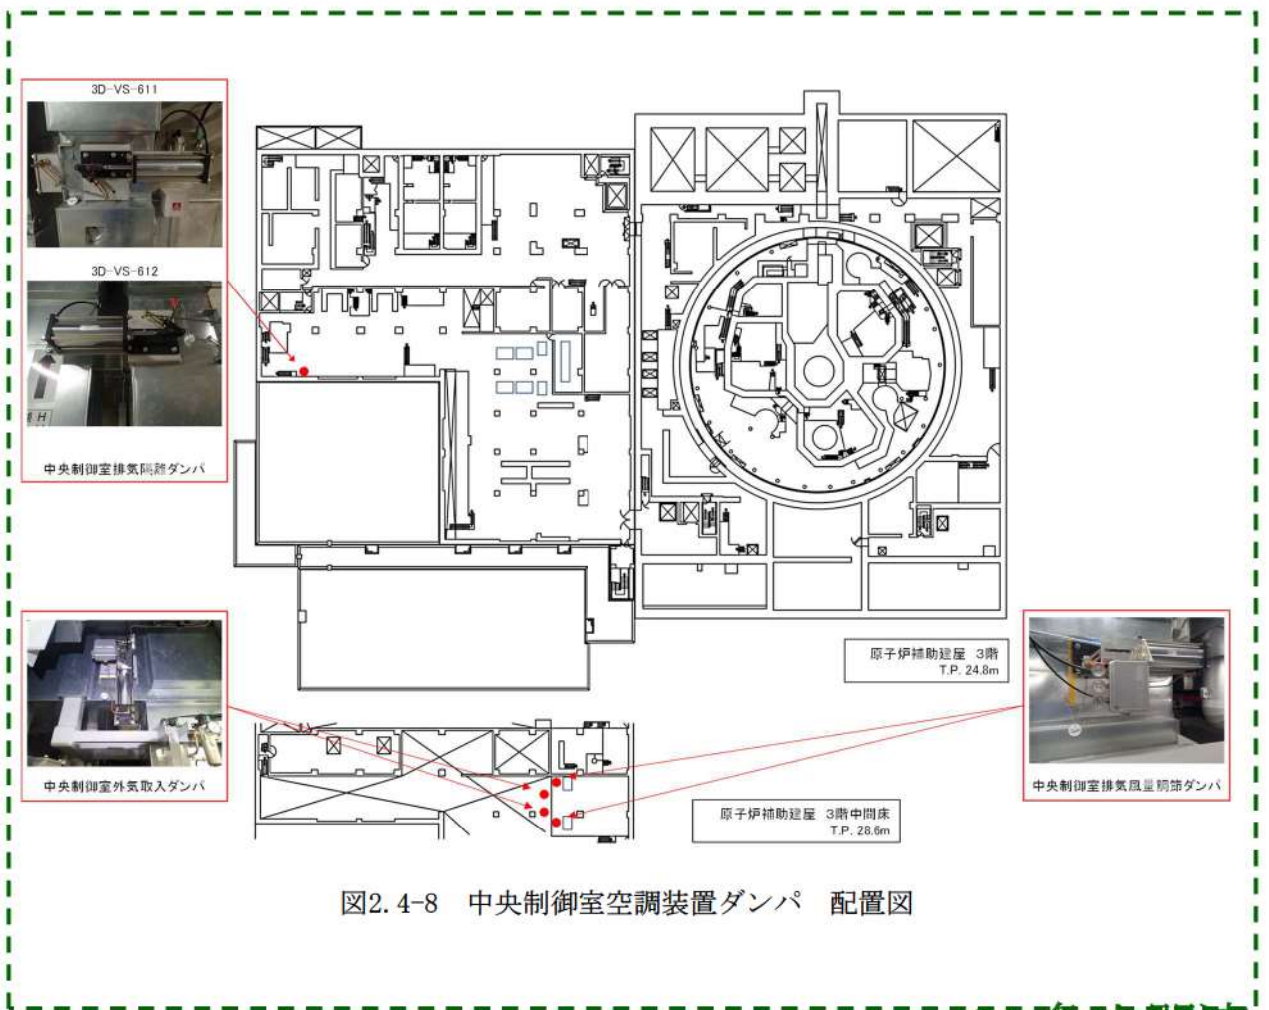 3D-VS-611
3D-VS-612
中央制御室排気隔離ダンパ
中央制御室外気取入ダンパ
原子炉補助建屋　3階
T.P. 24.8m
中央制御室排気風量調節ダンパ
原子炉補助建屋　3階中間床
T.P. 28.6m
図2.4-8　中央制御室空調装置ダンパ　配置図